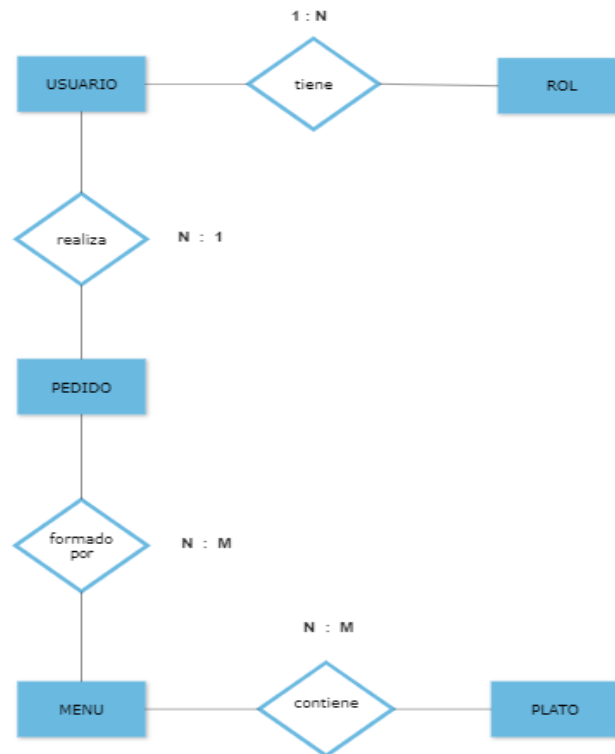 1 : N
USUARIO
tiene
ROL
realiza
N : 1
PEDIDO
formado
por
N : M
N : M
MENU
contiene
PLATO